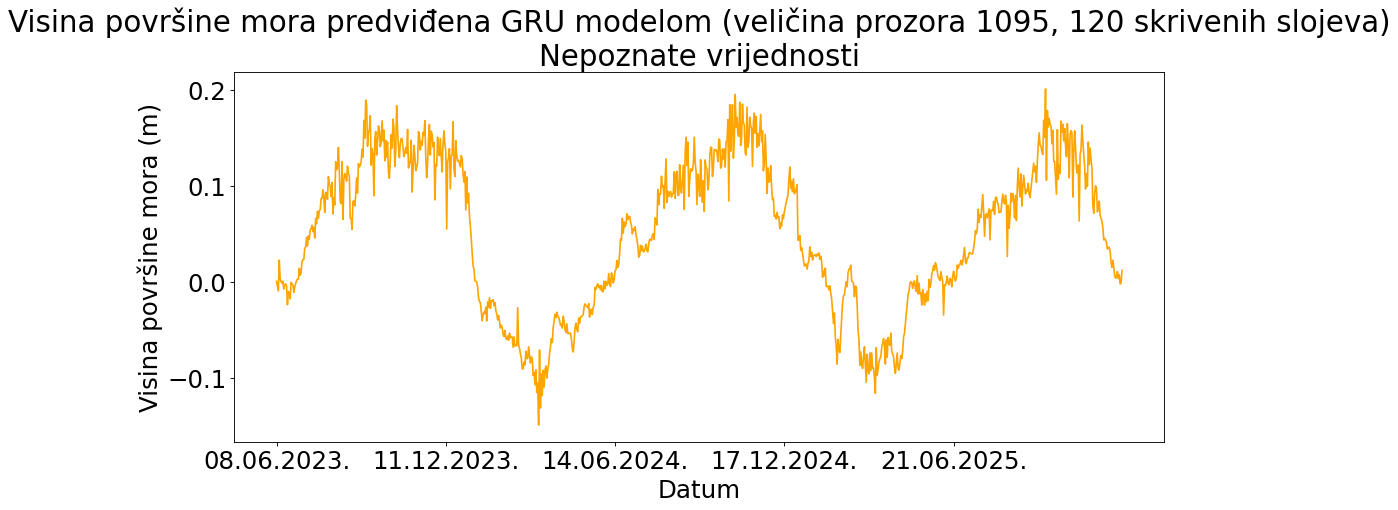 Visina površine mora predviđena GRU modelom (veličina prozora 1095, 120 skrivenih slojeva)
Nepoznate vrijednosti
Visina površine mora (m)
0.2
0.1
0.0
−0.1
08.06.2023. 11.12.2023. 14.06.2024. 17.12.2024. 21.06.2025.
Datum